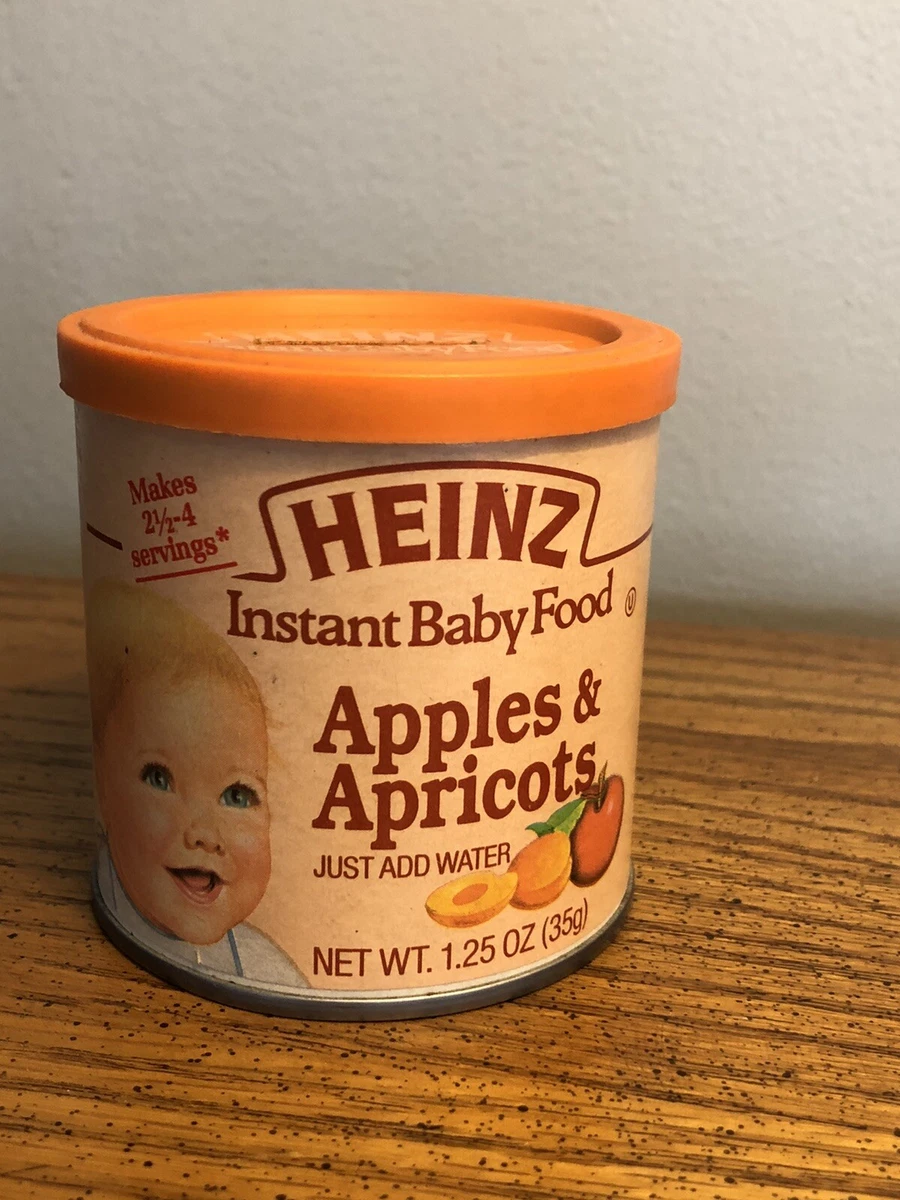 Makes
2½-4
servings*
HEINZ
Instant Baby Food Ⓤ
Apples &
Apricots
JUST ADD WATER
NET WT. 1.25 OZ (35g)